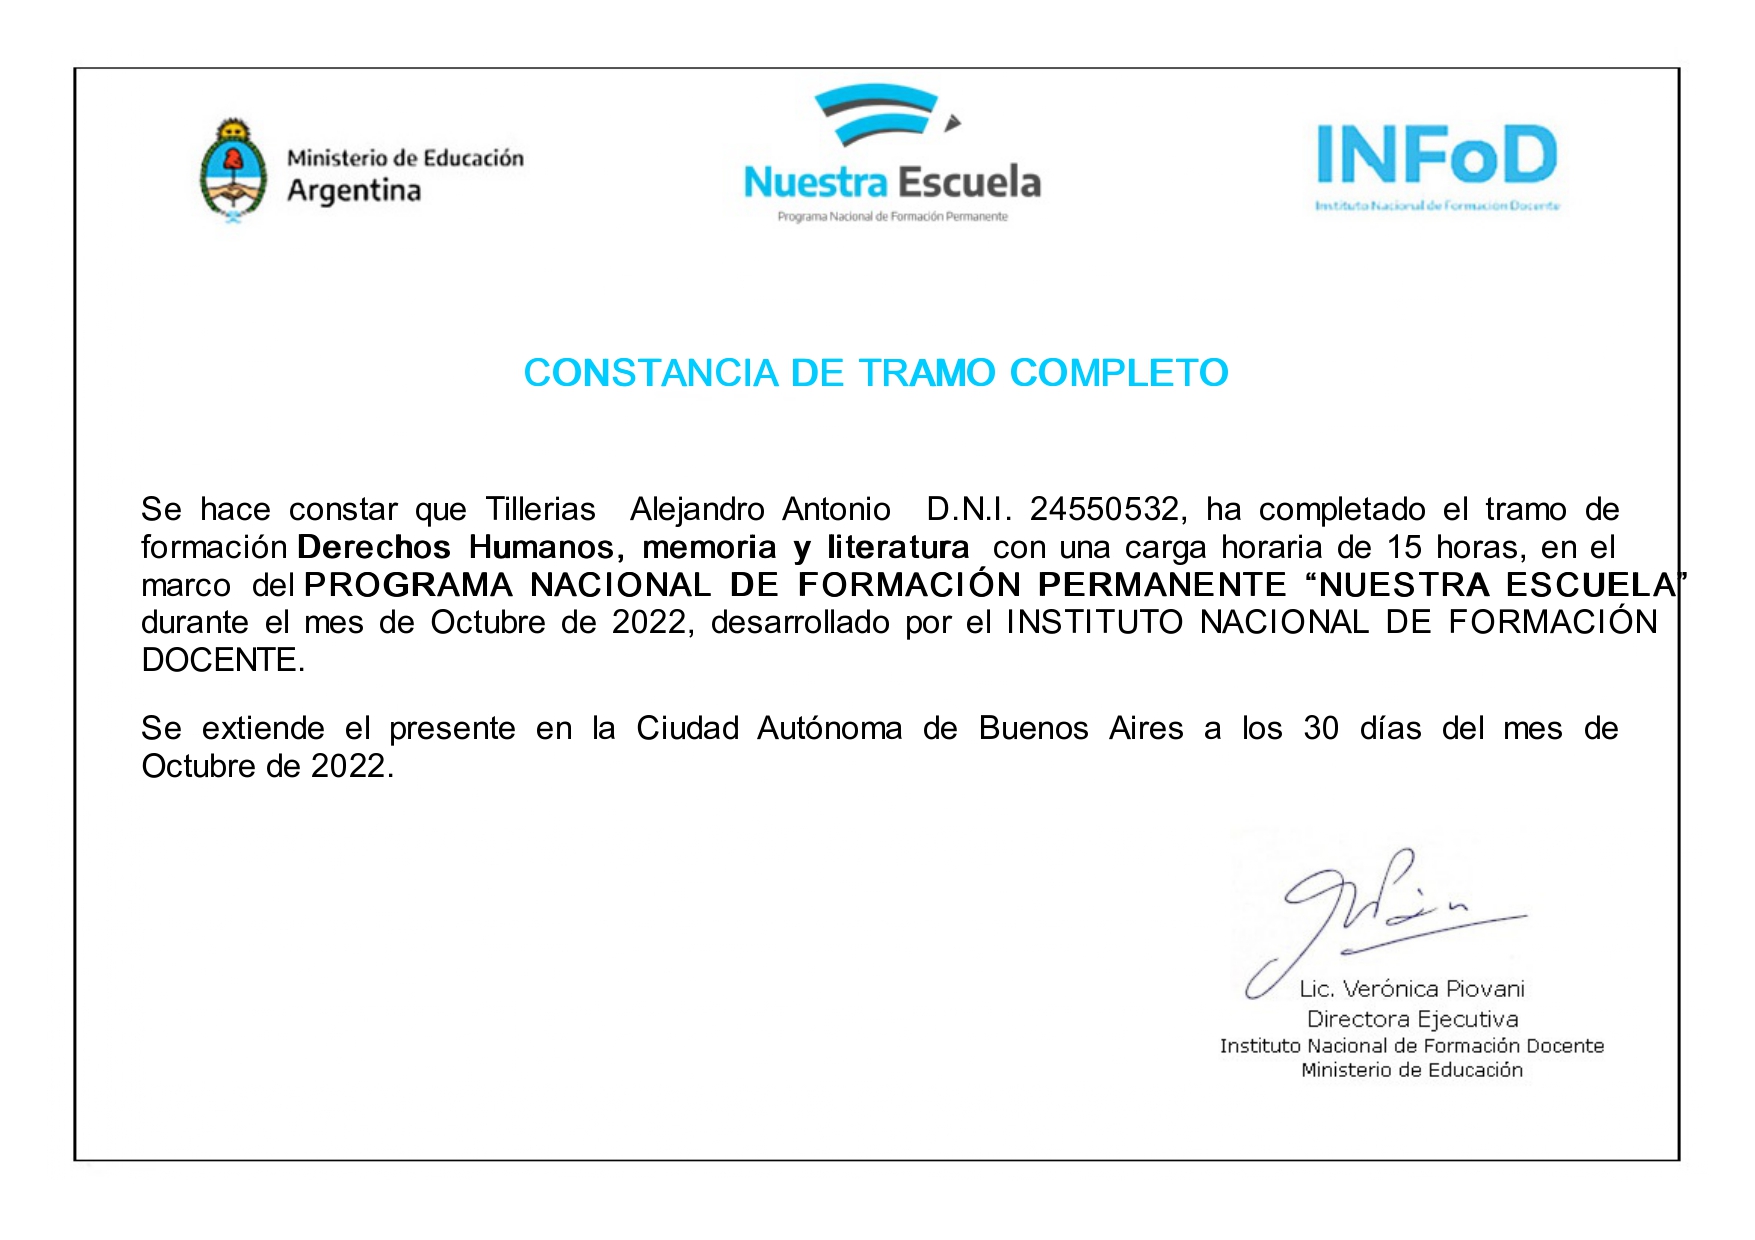 Ministerio de Educación
Argentina
Nuestra Escuela
Programa Nacional de Formación Permanente
INFoD
Instituto Nacional de Formación Docente
CONSTANCIA DE TRAMO COMPLETO
Se hace constar que Tillerias Alejandro Antonio D.N.I. 24550532, ha completado el tramo de
formación Derechos Humanos, memoria y literatura con una carga horaria de 15 horas, en el
marco del PROGRAMA NACIONAL DE FORMACIÓN PERMANENTE “NUESTRA ESCUELA”
durante el mes de Octubre de 2022, desarrollado por el INSTITUTO NACIONAL DE FORMACIÓN
DOCENTE.
Se extiende el presente en la Ciudad Autónoma de Buenos Aires a los 30 días del mes de
Octubre de 2022.
Lic. Verónica Piovani
Directora Ejecutiva
Instituto Nacional de Formación Docente
Ministerio de Educación